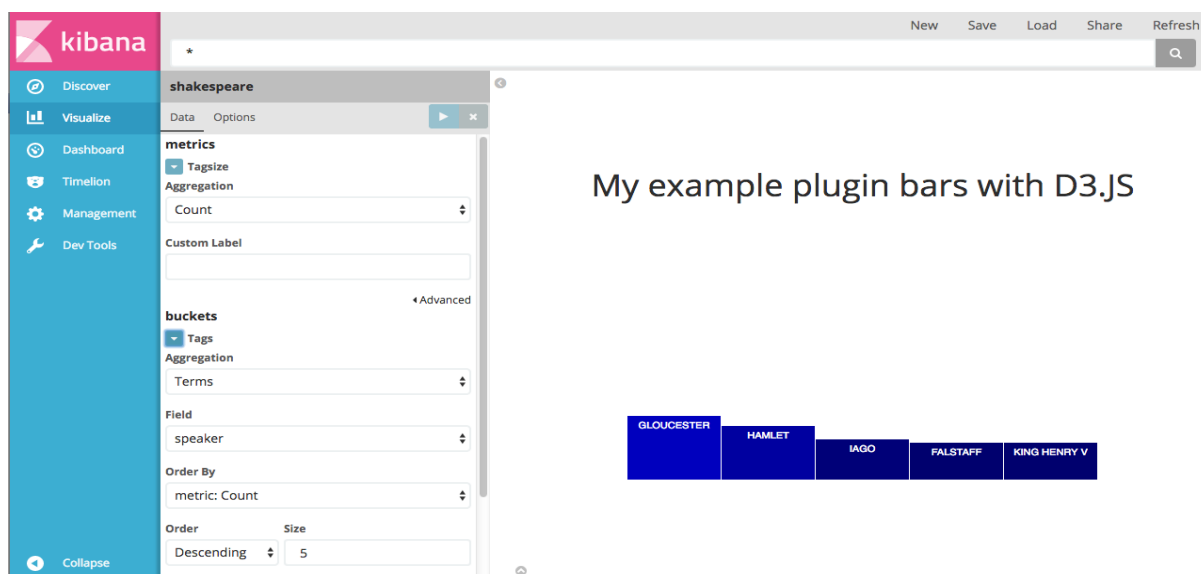 New Save Load Share Refresh
kibana
*
Discover
Visualize
Dashboard
Timelion
Management
Dev Tools
Collapse
shakespeare
Data Options
metrics
Tagsize
Aggregation
Count
Custom Label
Advanced
buckets
Tags
Aggregation
Terms
Field
speaker
Order By
metric: Count
Order Size
Descending 5
My example plugin bars with D3.JS
GLOUCESTER
HAMLET
IAGO
FALSTAFF
KING HENRY V